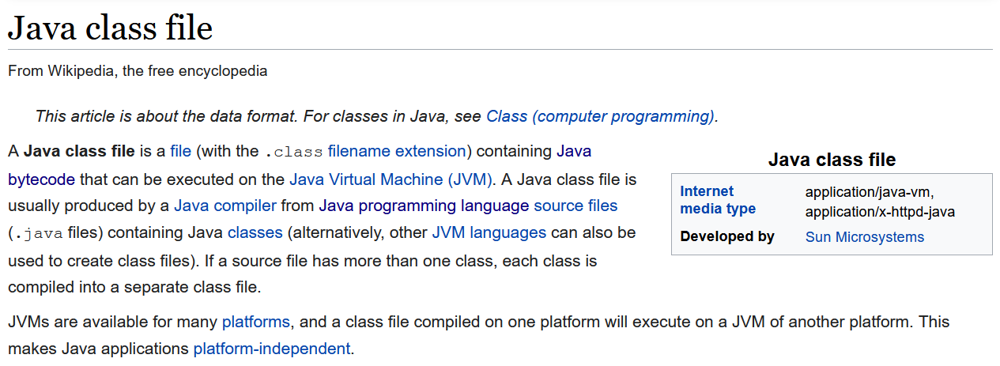 Java class file
From Wikipedia, the free encyclopedia
This article is about the data format. For classes in Java, see Class (computer programming).
A Java class file is a file (with the .class filename extension) containing Java
bytecode that can be executed on the Java Virtual Machine (JVM). A Java class file is
usually produced by a Java compiler from Java programming language source files
(.java files) containing Java classes (alternatively, other JVM languages can also be
used to create class files). If a source file has more than one class, each class is
compiled into a separate class file.
Java class file
Internet
media type
application/java-vm,
application/x-httpd-java
Developed by
Sun Microsystems
JVMs are available for many platforms, and a class file compiled on one platform will execute on a JVM of another platform. This
makes Java applications platform-independent.